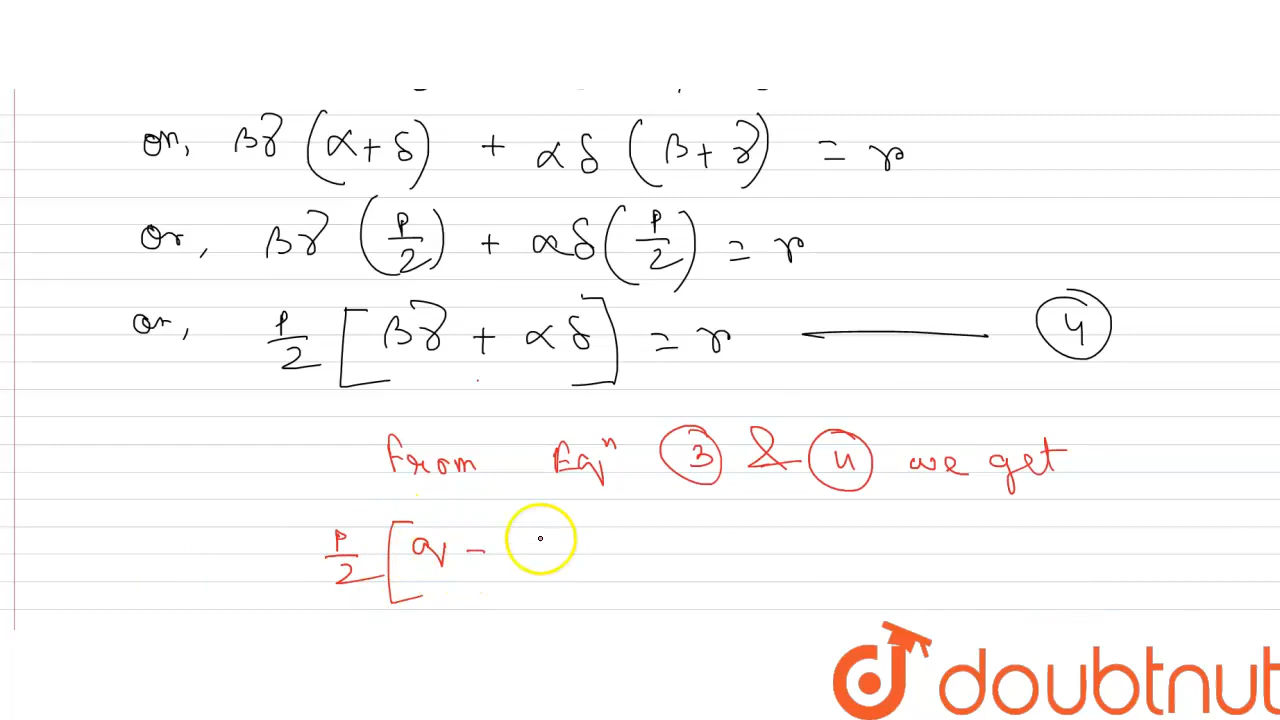 or, βγ (α+δ) + αδ (β+γ) = r
or, βγ (p/2) + αδ (p/2) = r
or, p/2 [βγ + αδ] = r ——— 4
From Eqⁿ 3 & 4 we get
p/2 [q -
doubtnut